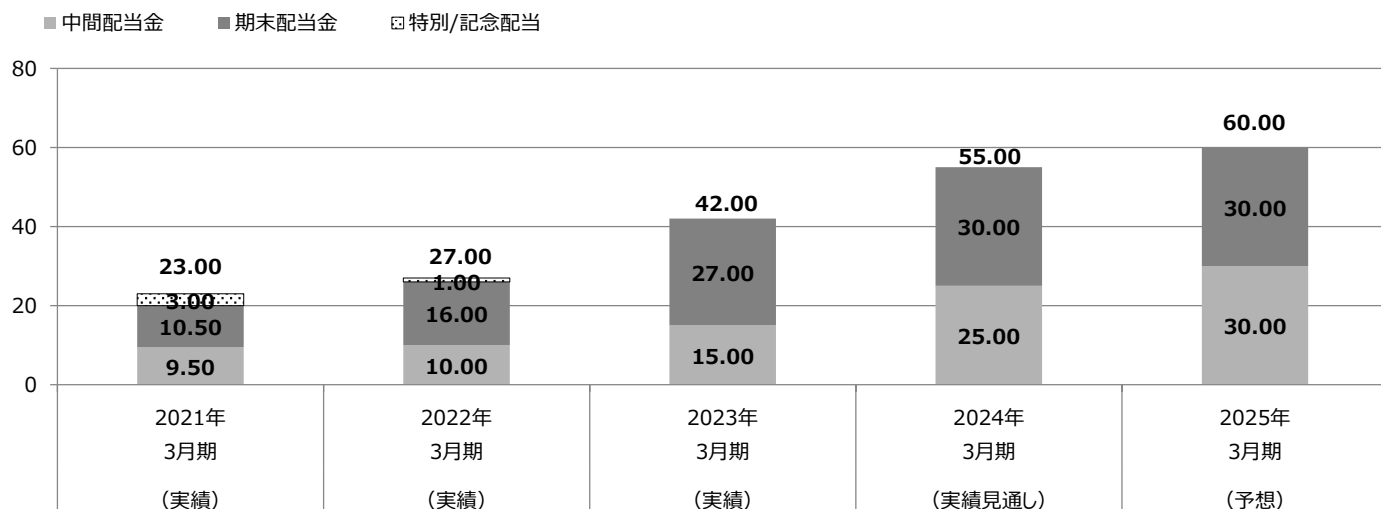 中間配当金 期末配当金 特別/記念配当
80
60
40
20
0
23.00
3.00
10.50
9.50
27.00
1.00
16.00
10.00
42.00
27.00
15.00
55.00
30.00
25.00
60.00
30.00
30.00
2021年
3月期
(実績)
2022年
3月期
(実績)
2023年
3月期
(実績)
2024年
3月期
(実績見通し)
2025年
3月期
(予想)